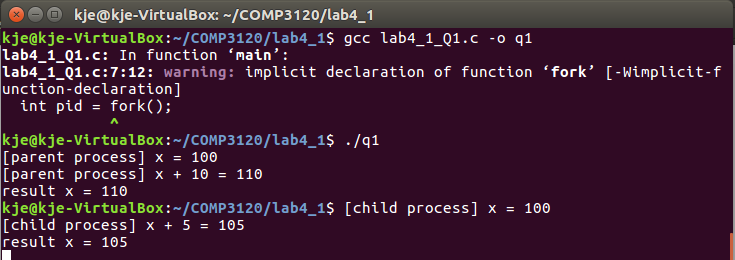 kje@kje-VirtualBox: ~/COMP3120/lab4_1
kje@kje-VirtualBox:~/COMP3120/lab4_1$ gcc lab4_1_Q1.c -o q1
lab4_1_Q1.c: In function ‘main’:
lab4_1_Q1.c:7:12: warning: implicit declaration of function ‘fork’ [-Wimplicit-f
unction-declaration]
  int pid = fork();
            ^
kje@kje-VirtualBox:~/COMP3120/lab4_1$ ./q1
[parent process] x = 100
[parent process] x + 10 = 110
result x = 110
kje@kje-VirtualBox:~/COMP3120/lab4_1$ [child process] x = 100
[child process] x + 5 = 105
result x = 105